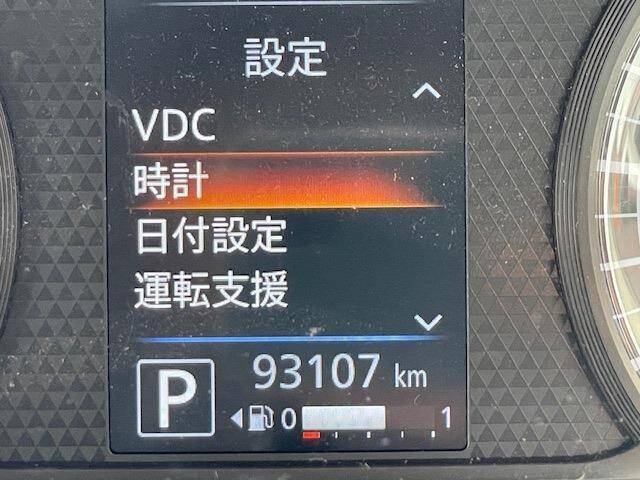 設定
VDC
時計
日付設定
運転支援
P 93107 km
0 1